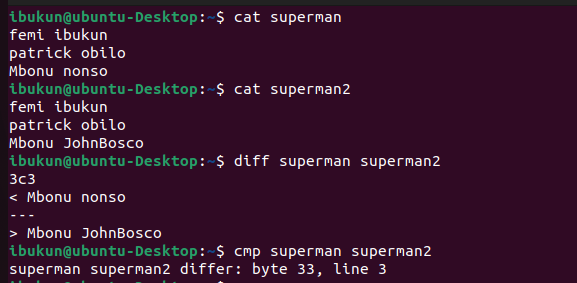 ibukun@ubuntu-Desktop:~$ cat superman
femi ibukun
patrick obilo
Mbonu nonso
ibukun@ubuntu-Desktop:~$ cat superman2
femi ibukun
patrick obilo
Mbonu JohnBosco
ibukun@ubuntu-Desktop:~$ diff superman superman2
3c3
< Mbonu nonso
---
> Mbonu JohnBosco
ibukun@ubuntu-Desktop:~$ cmp superman superman2
superman superman2 differ: byte 33, line 3